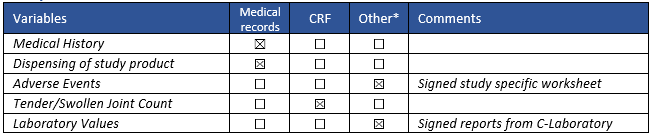 Variables Medical records CRF Other* Comments
Medical History ☒ ☐ ☐
Dispensing of study product ☒ ☐ ☐
Adverse Events ☐ ☐ ☒ Signed study specific worksheet
Tender/Swollen Joint Count ☐ ☒ ☐
Laboratory Values ☐ ☐ ☒ Signed reports from C-Laboratory